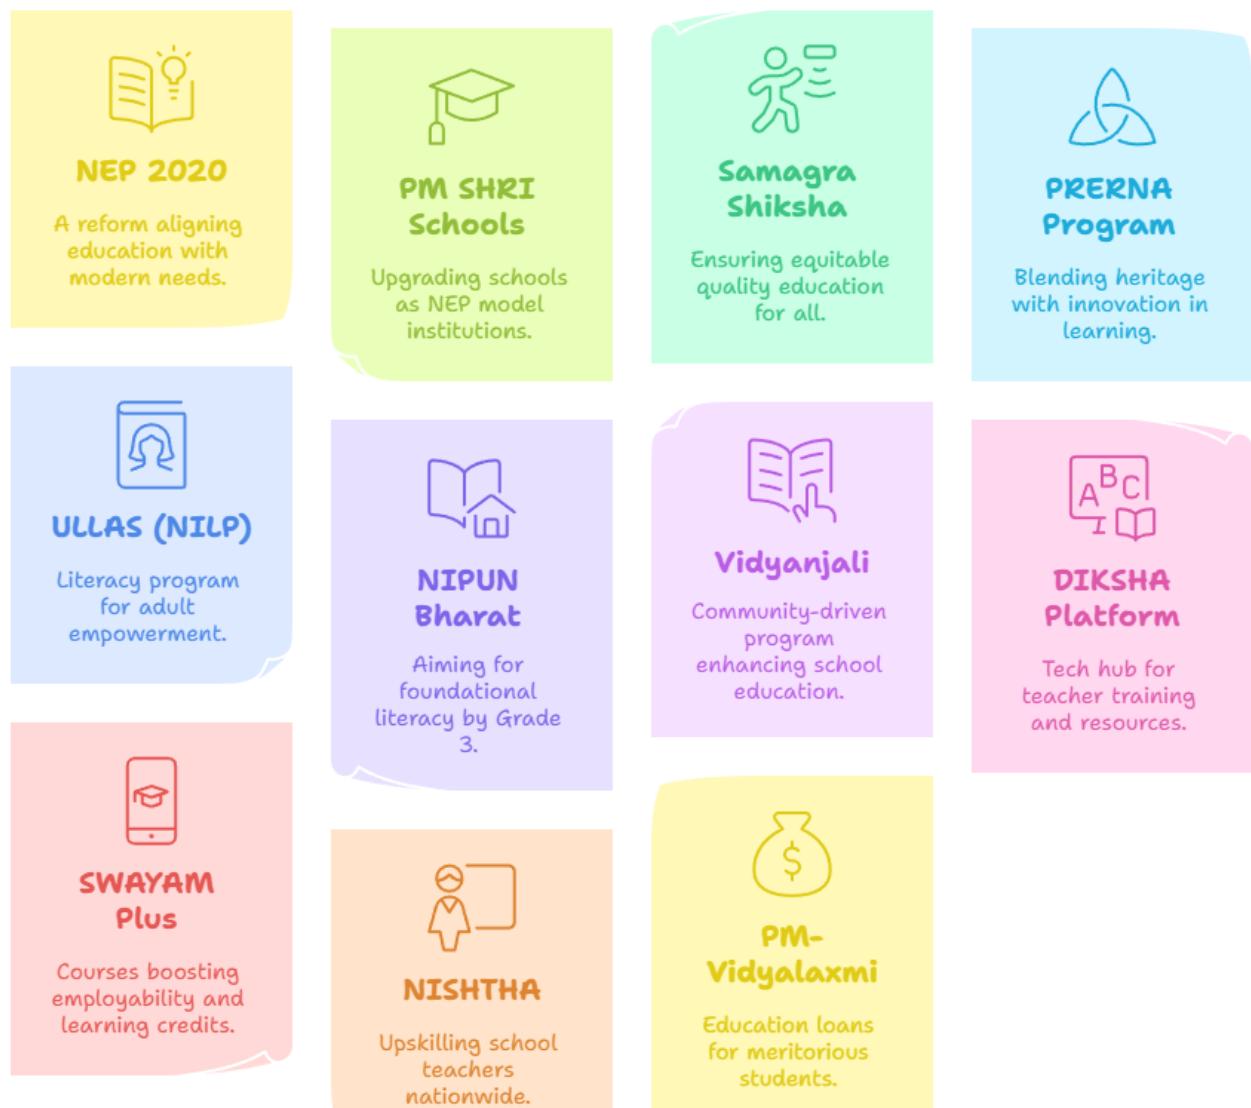 NEP 2020
A reform aligning
education with
modern needs.
PM SHRI
Schools
Upgrading schools
as NEP model
institutions.
Samagra
Shiksha
Ensuring equitable
quality education
for all.
PRERNA
Program
Blending heritage
with innovation in
learning.
ULLAS (NILP)
Literacy program
for adult
empowerment.
NIPUN
Bharat
Aiming for
foundational
literacy by Grade
3.
Vidyanjali
Community-driven
program
enhancing school
education.
A B C
I
DIKSHA
Platform
Tech hub for
teacher training
and resources.
SWAYAM
Plus
Courses boosting
employability and
learning credits.
NISHTHA
Upskilling school
teachers
nationwide.
$
PM-
Vidyalaxmi
Education loans
for meritorious
students.